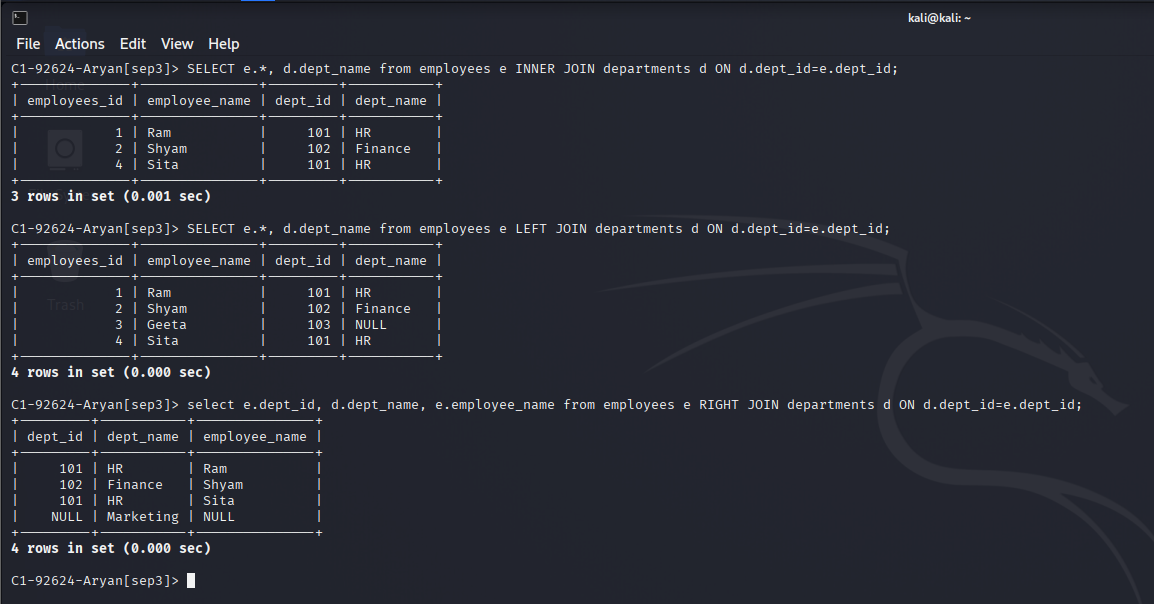 kali@kali: ~
File Actions Edit View Help
C1-92624-Aryan[sep3]> SELECT e.*, d.dept_name from employees e INNER JOIN departments d ON d.dept_id=e.dept_id;
+--------------+---------------+---------+-----------+
| employees_id | employee_name | dept_id | dept_name |
+--------------+---------------+---------+-----------+
|            1 | Ram           |     101 | HR        |
|            2 | Shyam         |     102 | Finance   |
|            4 | Sita          |     101 | HR        |
+--------------+---------------+---------+-----------+
3 rows in set (0.001 sec)
C1-92624-Aryan[sep3]> SELECT e.*, d.dept_name from employees e LEFT JOIN departments d ON d.dept_id=e.dept_id;
+--------------+---------------+---------+-----------+
| employees_id | employee_name | dept_id | dept_name |
+--------------+---------------+---------+-----------+
|            1 | Ram           |     101 | HR        |
|            2 | Shyam         |     102 | Finance   |
|            3 | Geeta         |     103 | NULL      |
|            4 | Sita          |     101 | HR        |
+--------------+---------------+---------+-----------+
4 rows in set (0.000 sec)
C1-92624-Aryan[sep3]> select e.dept_id, d.dept_name, e.employee_name from employees e RIGHT JOIN departments d ON d.dept_id=e.dept_id;
+---------+-----------+---------------+
| dept_id | dept_name | employee_name |
+---------+-----------+---------------+
|     101 | HR        | Ram           |
|     102 | Finance   | Shyam         |
|     101 | HR        | Sita          |
|    NULL | Marketing | NULL          |
+---------+-----------+---------------+
4 rows in set (0.000 sec)
C1-92624-Aryan[sep3]>
Home
Trash